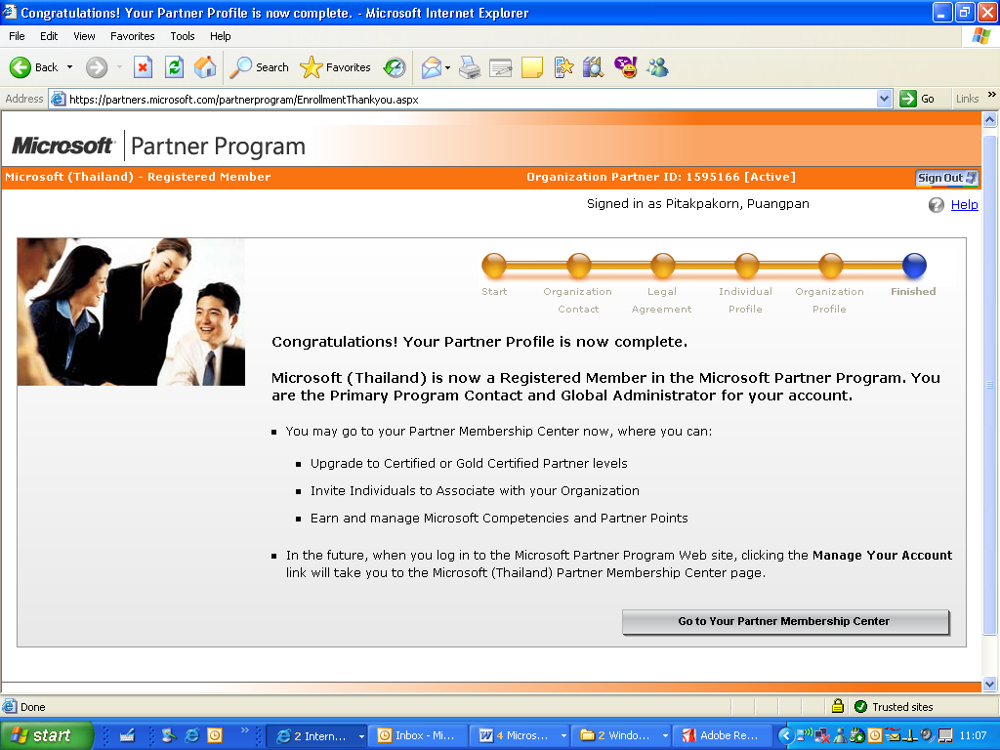 Congratulations! Your Partner Profile is now complete. - Microsoft Internet Explorer
File Edit View Favorites Tools Help
Back Search Favorites
Address https://partners.microsoft.com/partnerprogram/EnrollmentThankyou.aspx Go Links »
Microsoft Partner Program
Microsoft (Thailand) - Registered Member Organization Partner ID: 1595166 [Active] Sign Out
Signed in as Pitakpakorn, Puangpan ? Help
Start Organization Contact Legal Agreement Individual Profile Organization Profile Finished
Congratulations! Your Partner Profile is now complete.
Microsoft (Thailand) is now a Registered Member in the Microsoft Partner Program. You
are the Primary Program Contact and Global Administrator for your account.
You may go to your Partner Membership Center now, where you can:
Upgrade to Certified or Gold Certified Partner levels
Invite Individuals to Associate with your Organization
Earn and manage Microsoft Competencies and Partner Points
In the future, when you log in to the Microsoft Partner Program Web site, clicking the Manage Your Account
link will take you to the Microsoft (Thailand) Partner Membership Center page.
Go to Your Partner Membership Center
Done Trusted sites
start » 2 Intern... Inbox - Mi... 4 Micros... 2 Windo... Adobe Re... 11:07